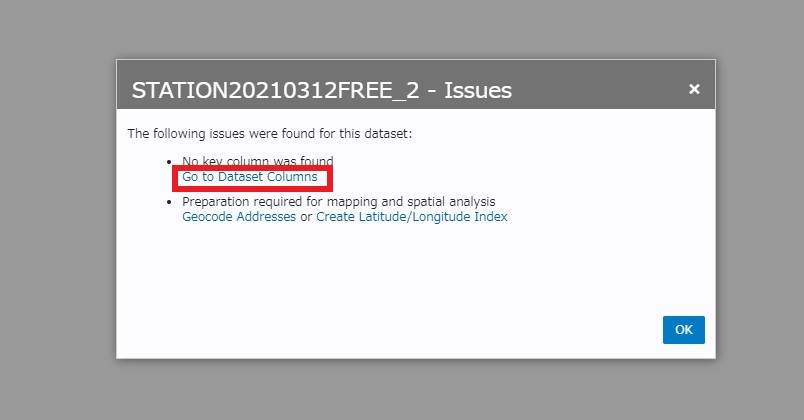 STATION20210312FREE_2 - Issues ×
The following issues were found for this dataset:
• No key column was found
Go to Dataset Columns
• Preparation required for mapping and spatial analysis
Geocode Addresses or Create Latitude/Longitude Index
OK